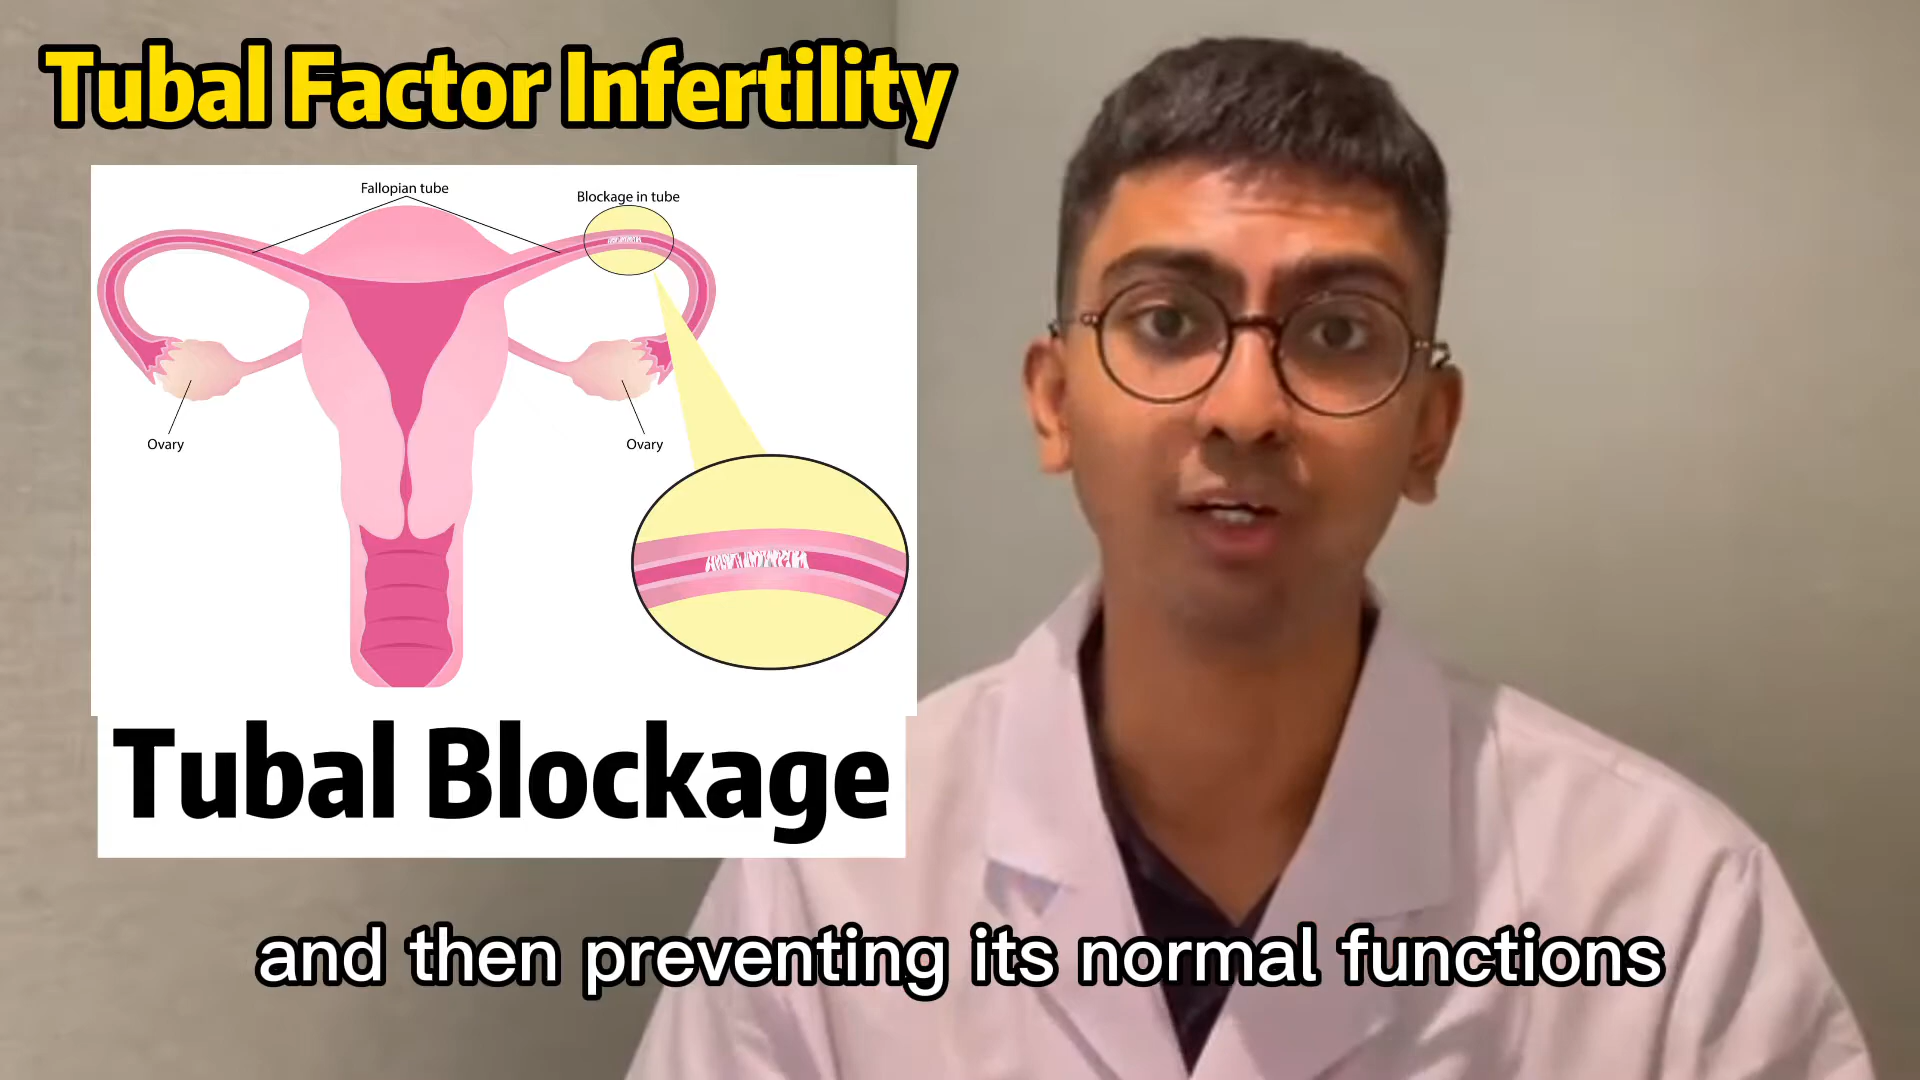 Tubal Factor Infertility
Fallopian tube
Blockage in tube
Ovary
Ovary
Tubal Blockage
and then preventing its normal functions